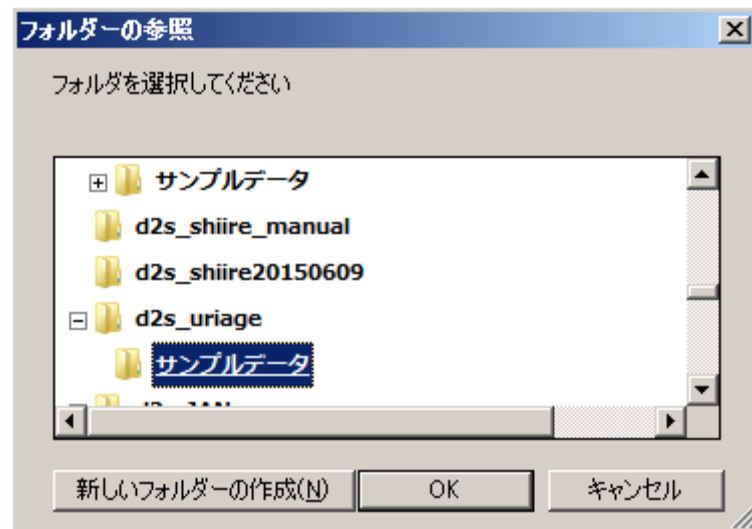 フォルダーの参照
フォルダを選択してください
サンプルデータ
d2s_shiire_manual
d2s_shiire20150609
d2s_uriage
サンプルデータ
新しいフォルダーの作成(N)
OK
キャンセル